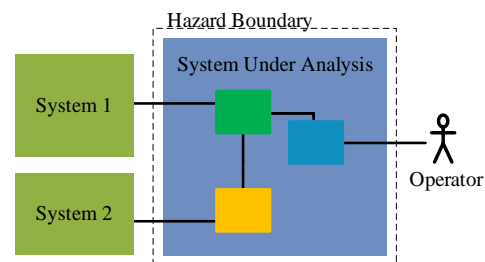 Hazard Boundary
System Under Analysis
System 1
System 2
Operator